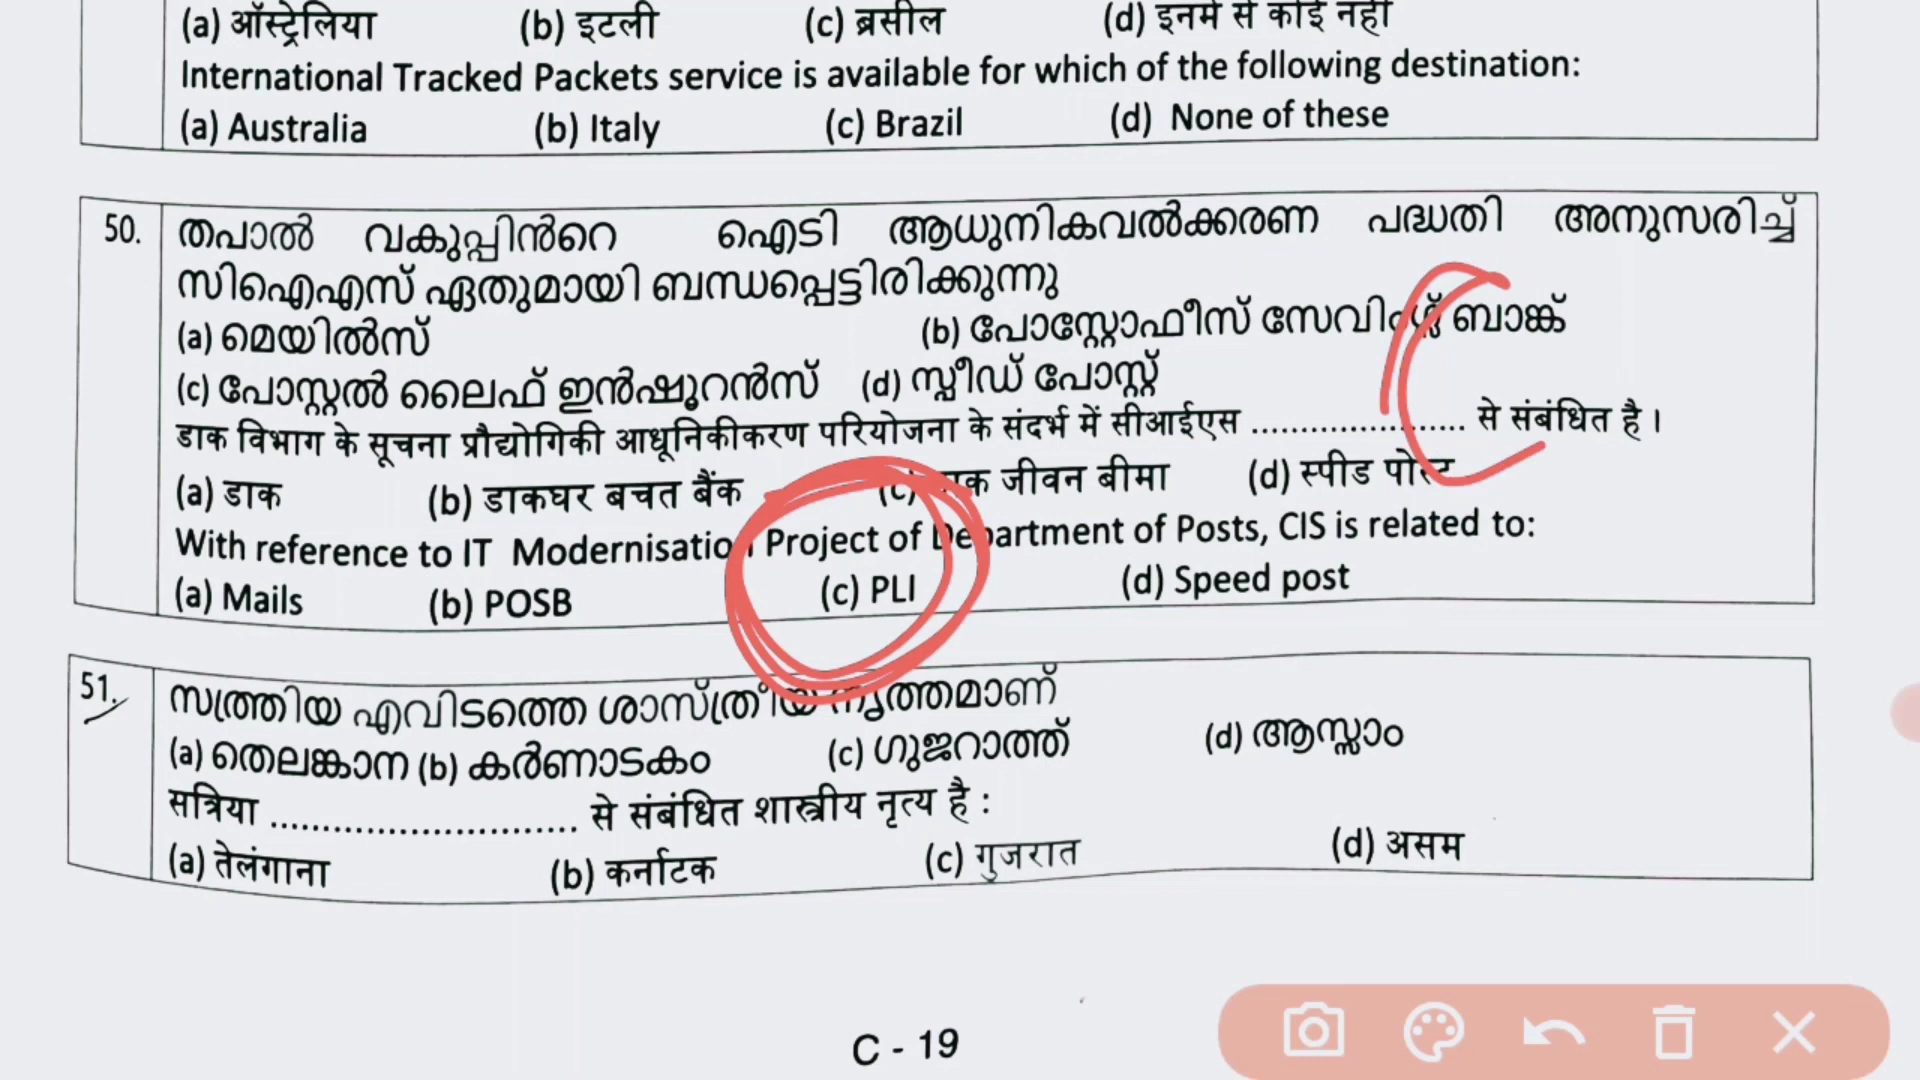 (a) ऑस्ट्रेलिया (b) इटली (c) ब्रसील (d) इनमें से कोई नहीं
International Tracked Packets service is available for which of the following destination:
(a) Australia (b) Italy (c) Brazil (d) None of these
50. തപാൽ വകുപ്പിൻറെ ഐടി ആധുനികവൽക്കരണ പദ്ധതി അനുസരിച്ച്
സിഐഎസ് ഏതുമായി ബന്ധപ്പെട്ടിരിക്കുന്നു
(a) മെയിൽസ് (b) പോസ്റ്റോഫീസ് സേവിംഗ്സ് ബാങ്ക്
(c) പോസ്റ്റൽ ലൈഫ് ഇൻഷൂറൻസ് (d) സ്പീഡ് പോസ്റ്റ്
डाक विभाग के सूचना प्रौद्योगिकी आधूनिकीकरण परियोजना के संदर्भ में सीआईएस ..................... से संबंधित है।
(a) डाक (b) डाकघर बचत बैंक (c) डाक जीवन बीमा (d) स्पीड पोस्ट
With reference to IT Modernisation Project of Department of Posts, CIS is related to:
(a) Mails (b) POSB (c) PLI (d) Speed post
51. സത്ത്രിയ എവിടത്തെ ശാസ്ത്രീയ നൃത്തമാണ്
(a) തെലങ്കാന (b) കർണാടകം (c) ഗുജറാത്ത് (d) ആസ്സാം
सत्रिया .............................. से संबंधित शास्त्रीय नृत्य है :
(a) तेलंगाना (b) कर्नाटक (c) गुजरात (d) असम
C - 19